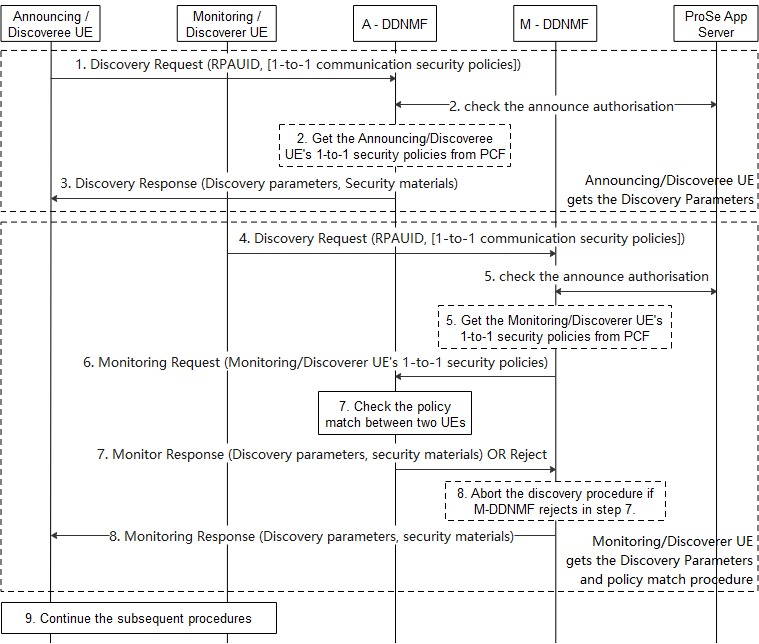 Announcing /
Discoveree UE
Monitoring /
Discoverer UE
A - DDNMF
M - DDNMF
ProSe App
Server
1. Discovery Request (RPAUID, [1-to-1 communication security policies])
2. check the announce authorisation
2. Get the Announcing/Discoveree
UE's 1-to-1 security policies from PCF
3. Discovery Response (Discovery parameters, Security materials)
Announcing/Discoveree UE
gets the Discovery Parameters
4. Discovery Request (RPAUID, [1-to-1 communication security policies])
5. check the announce authorisation
5. Get the Monitoring/Discoverer UE's
1-to-1 security policies from PCF
6. Monitoring Request (Monitoring/Discoverer UE's 1-to-1 security policies)
7. Check the policy
match between two UEs
7. Monitor Response (Discovery parameters, security materials) OR Reject
8. Abort the discovery procedure if
M-DDNMF rejects in step 7.
8. Monitoring Response (Discovery parameters, security materials)
Monitoring/Discoverer UE
gets the Discovery Parameters
and policy match procedure
9. Continue the subsequent procedures